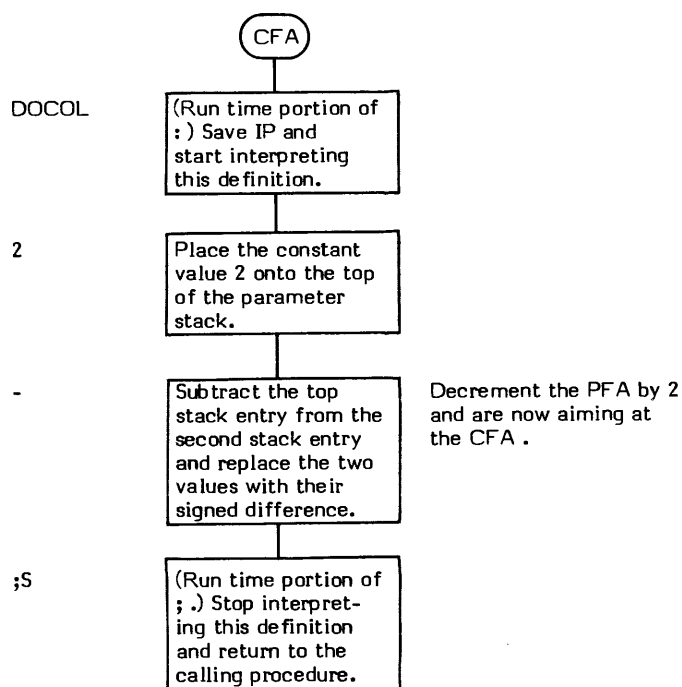 CFA
DOCOL
(Run time portion of
: ) Save IP and
start interpreting
this definition.
2
Place the constant
value 2 onto the top
of the parameter
stack.
-
Subtract the top
stack entry from the
second stack entry
and replace the two
values with their
signed difference.
Decrement the PFA by 2
and are now aiming at
the CFA .
;S
(Run time portion of
; .) Stop interpret-
ing this definition
and return to the
calling procedure.